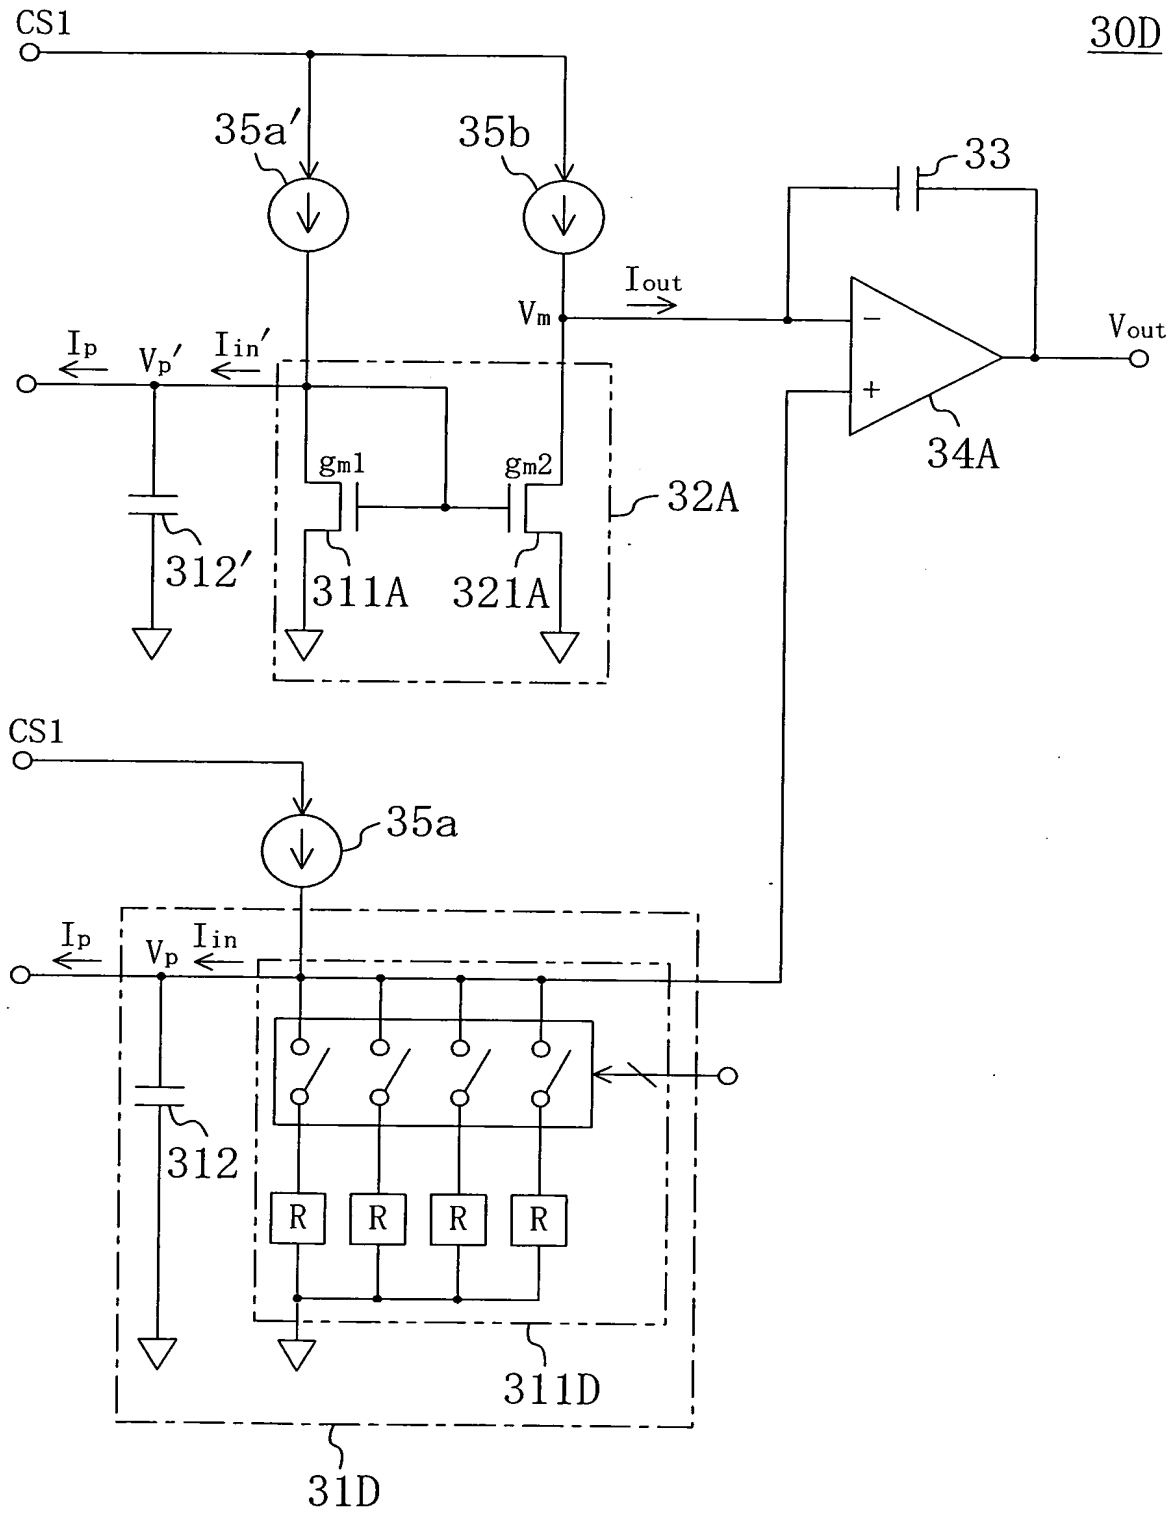 CS1
30D
35a′
35b
33
Iout
Vm
Vout
Ip
Vp′
Iin′
−
+
34A
gm1
gm2
32A
312′
311A
321A
CS1
35a
Ip
Vp
Iin
312
R R R R
311D
31D